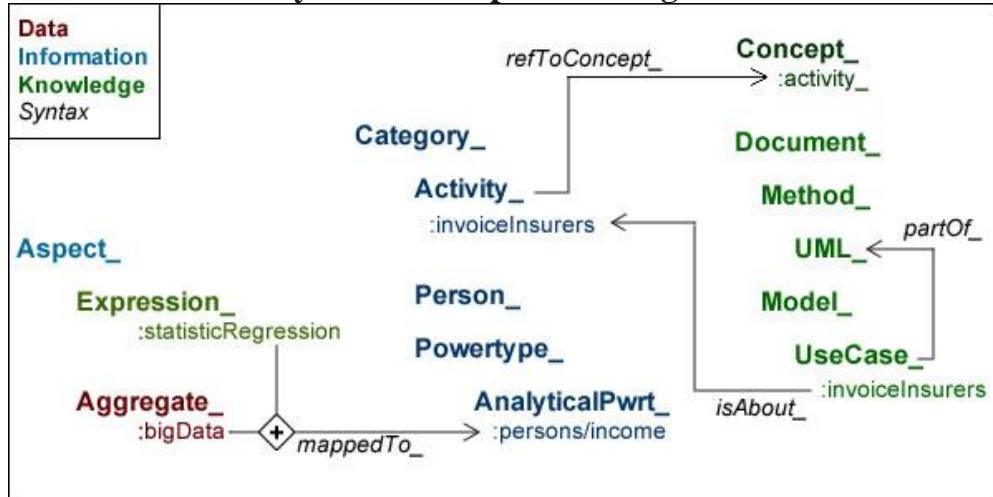 Data
Information
Knowledge
Syntax
refToConcept_
Concept_
:activity_
Category_
Document_
Activity_
Method_
:invoiceInsurers
partOf_
Aspect_
UML_
Expression_
Person_
Model_
:statisticRegression
Powertype_
UseCase_
Aggregate_
AnalyticalPwrt_
isAbout_
:invoiceInsurers
:bigData
mappedTo_
:persons/income